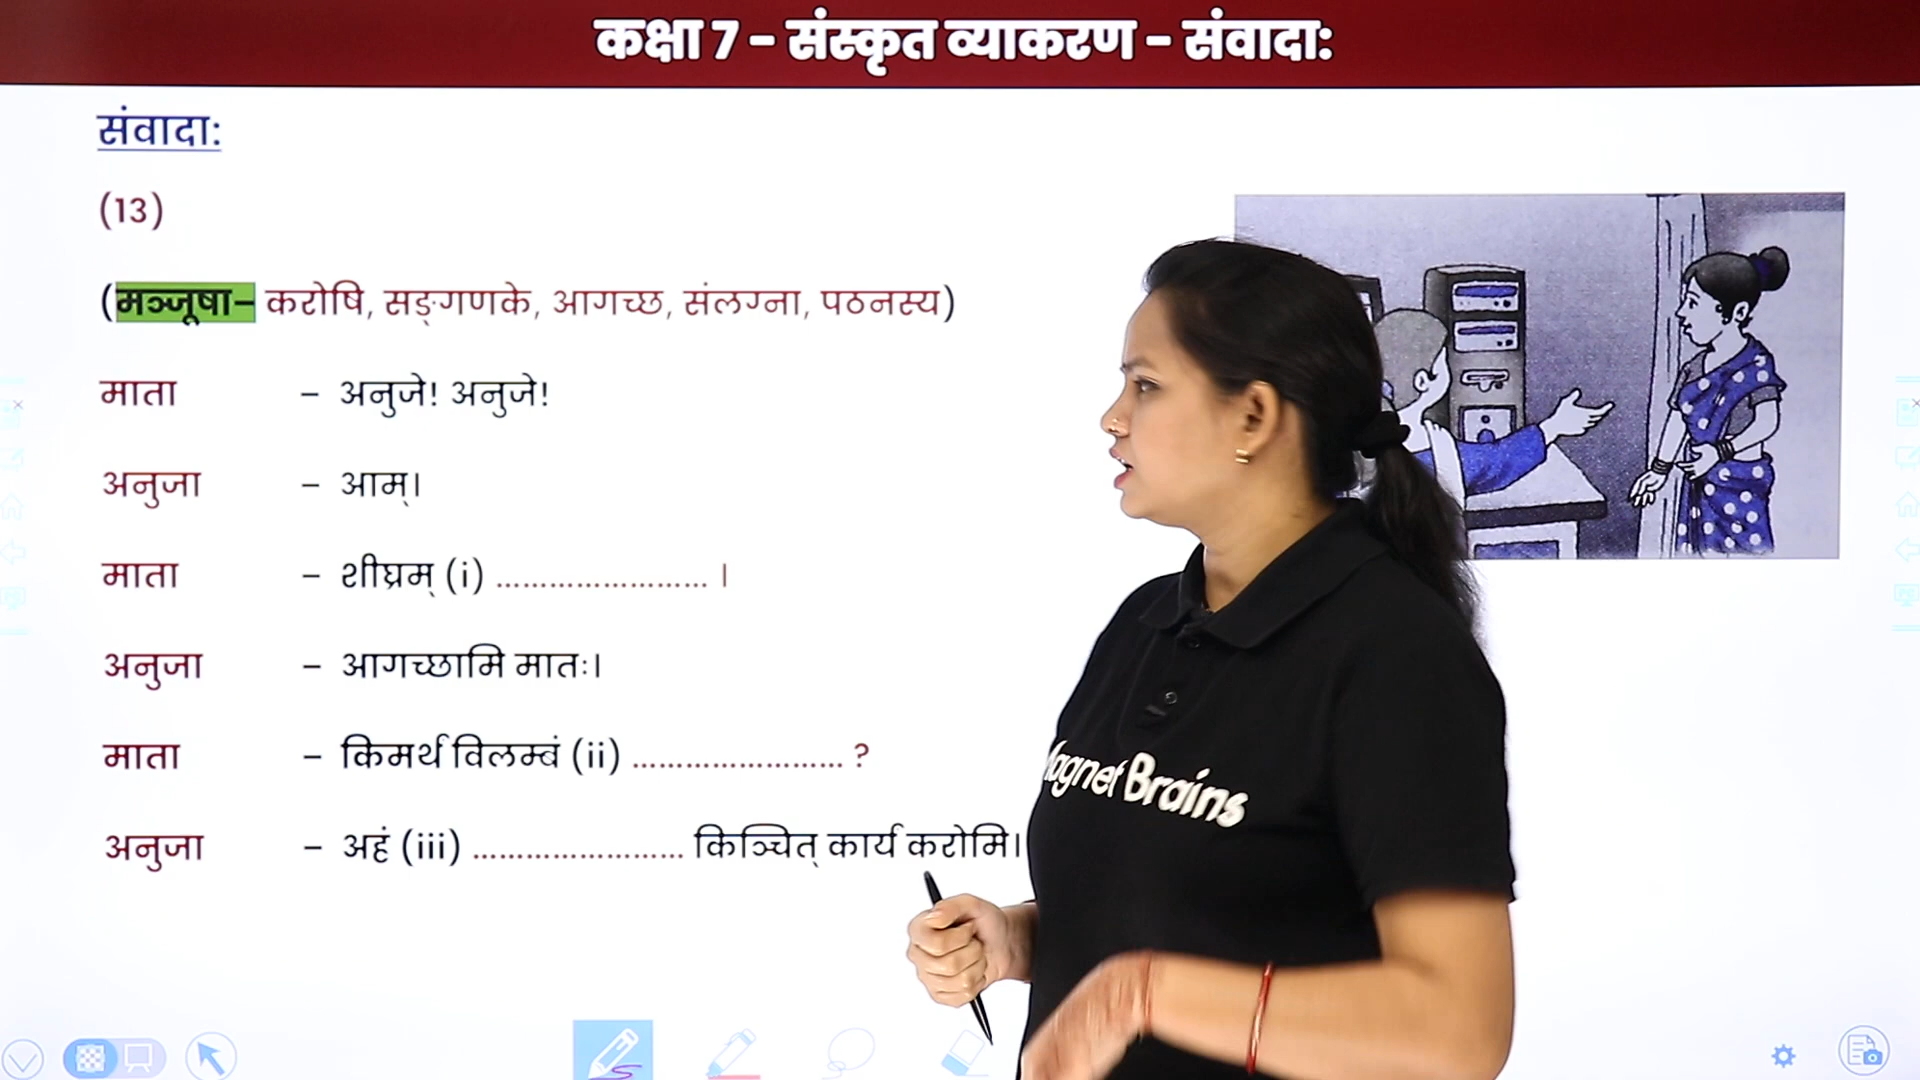 कक्षा 7 - संस्कृत व्याकरण - संवादा:
संवादा:
(13)
(मञ्जूषा– करोषि, सङ्गणके, आगच्छ, संलग्ना, पठनस्य)
माता – अनुजे! अनुजे!
अनुजा – आम्।
माता – शीघ्रम् (i) ........................ ।
अनुजा – आगच्छामि मातः।
माता – किमर्थ विलम्बं (ii) ........................ ?
अनुजा – अहं (iii) ........................ किञ्चित् कार्य करोमि।
Magnet Brains